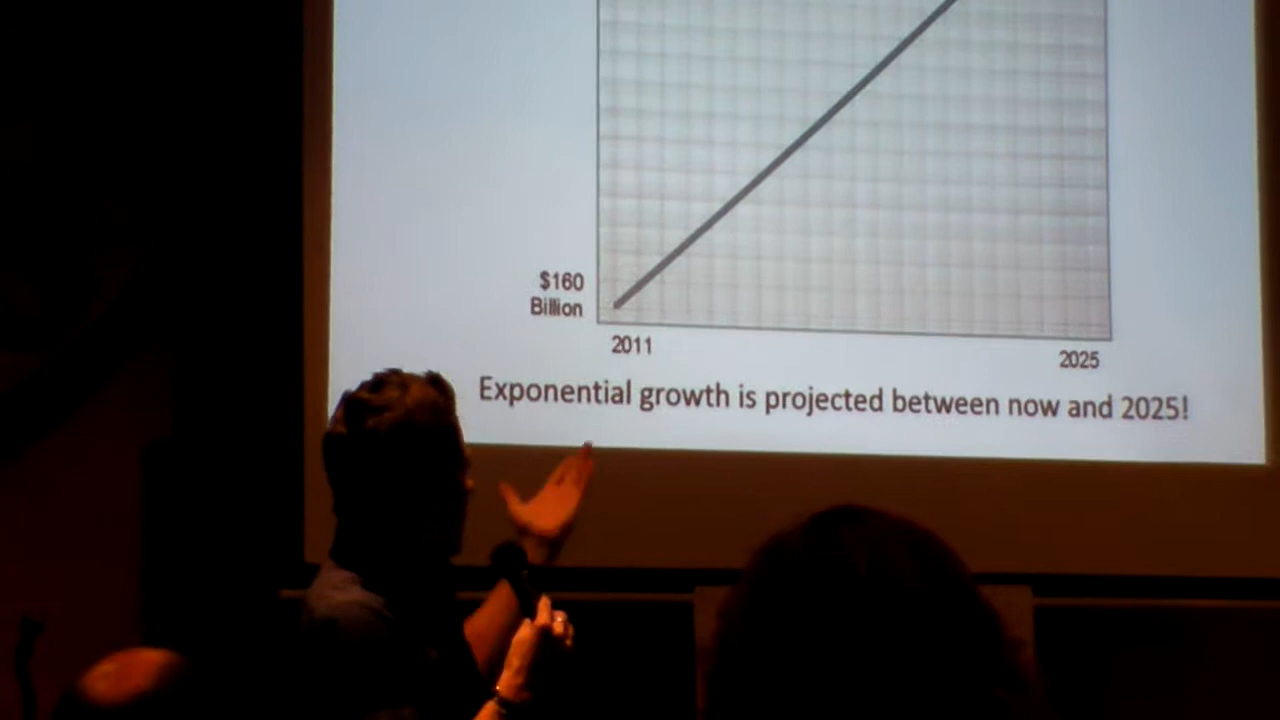 $160
Billion
2011
2025
Exponential growth is projected between now and 2025!